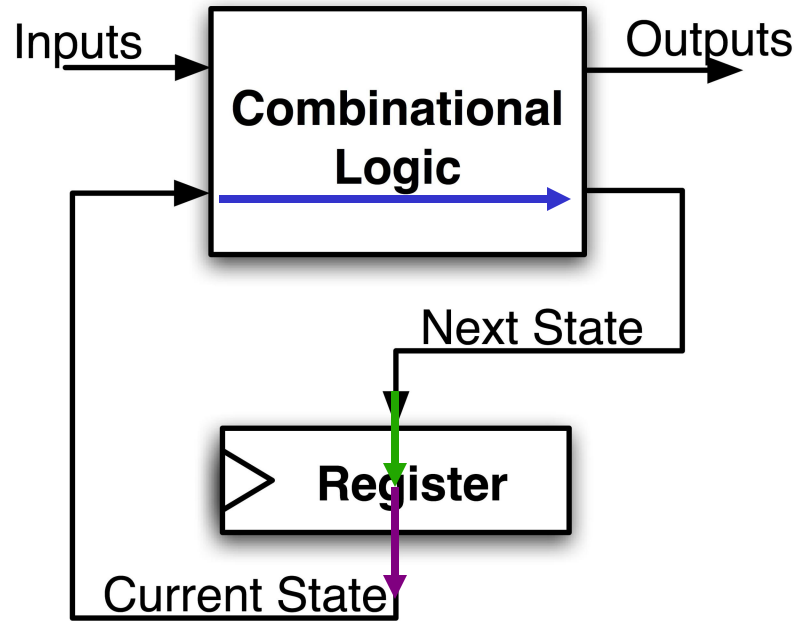 Inputs
Outputs
Combinational
Logic
Next State
Register
Current State